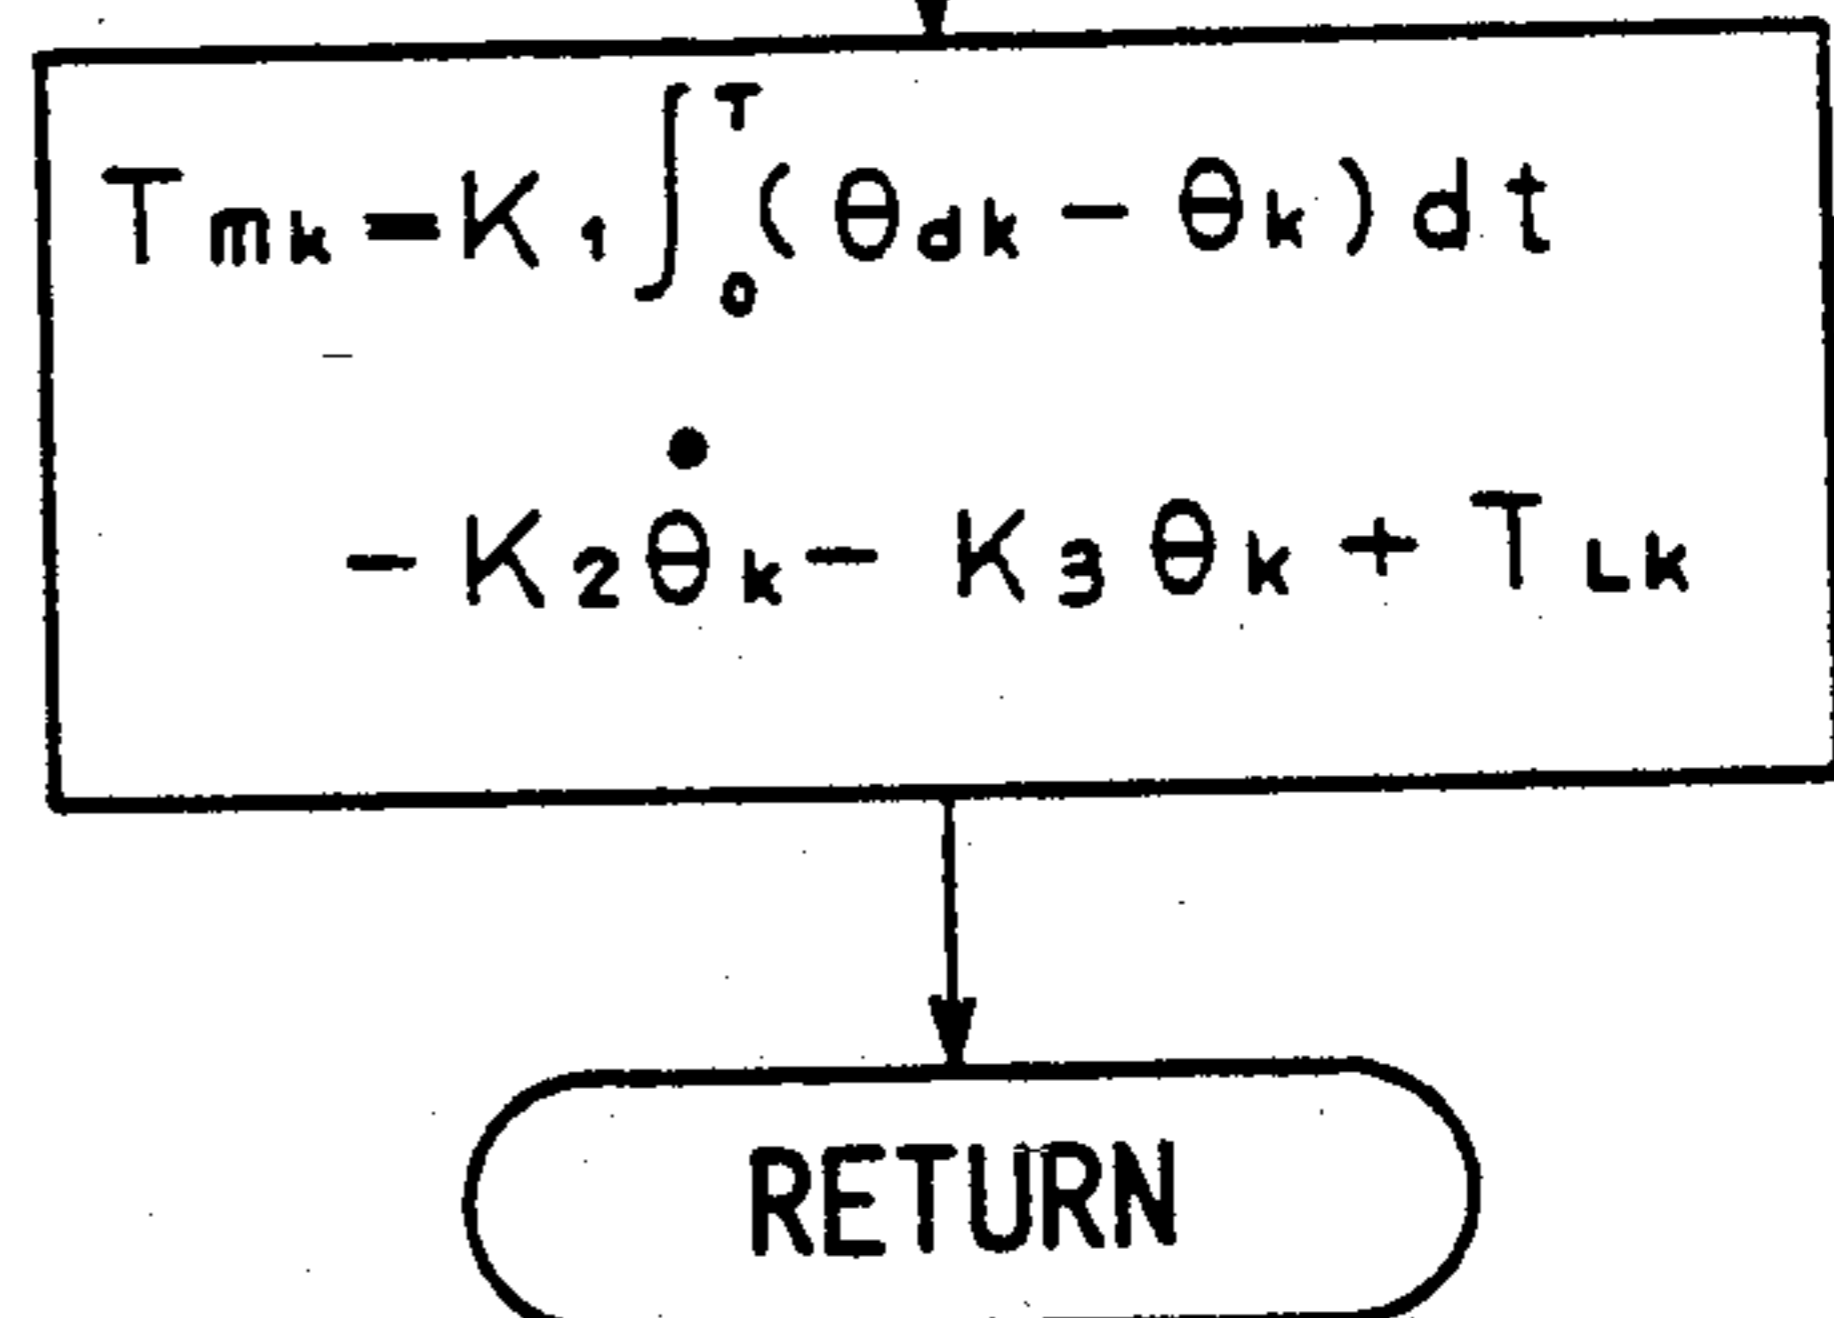 Tmk=K1∫₀ᵀ(θdk-θk)dt
-K2θ̇k-K3θk+TLk
RETURN